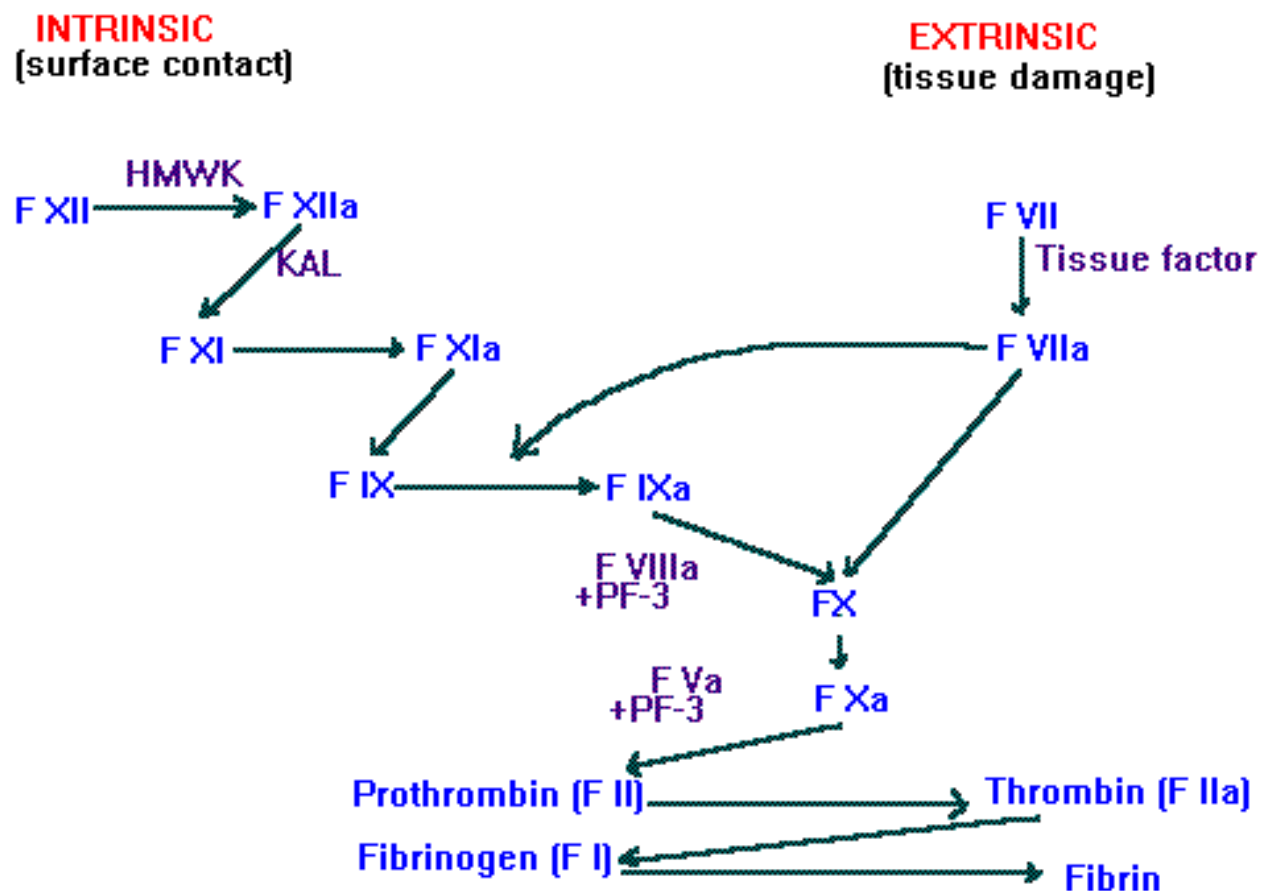 INTRINSIC
(surface contact)
EXTRINSIC
(tissue damage)
HMWK
F XII
F XIIa
KAL
F VII
Tissue factor
F XI
F XIa
F VIIa
F IX
F IXa
F VIIIa
+PF-3
FX
F Va
+PF-3
F Xa
Prothrombin (F II)
Thrombin (F IIa)
Fibrinogen (F I)
Fibrin